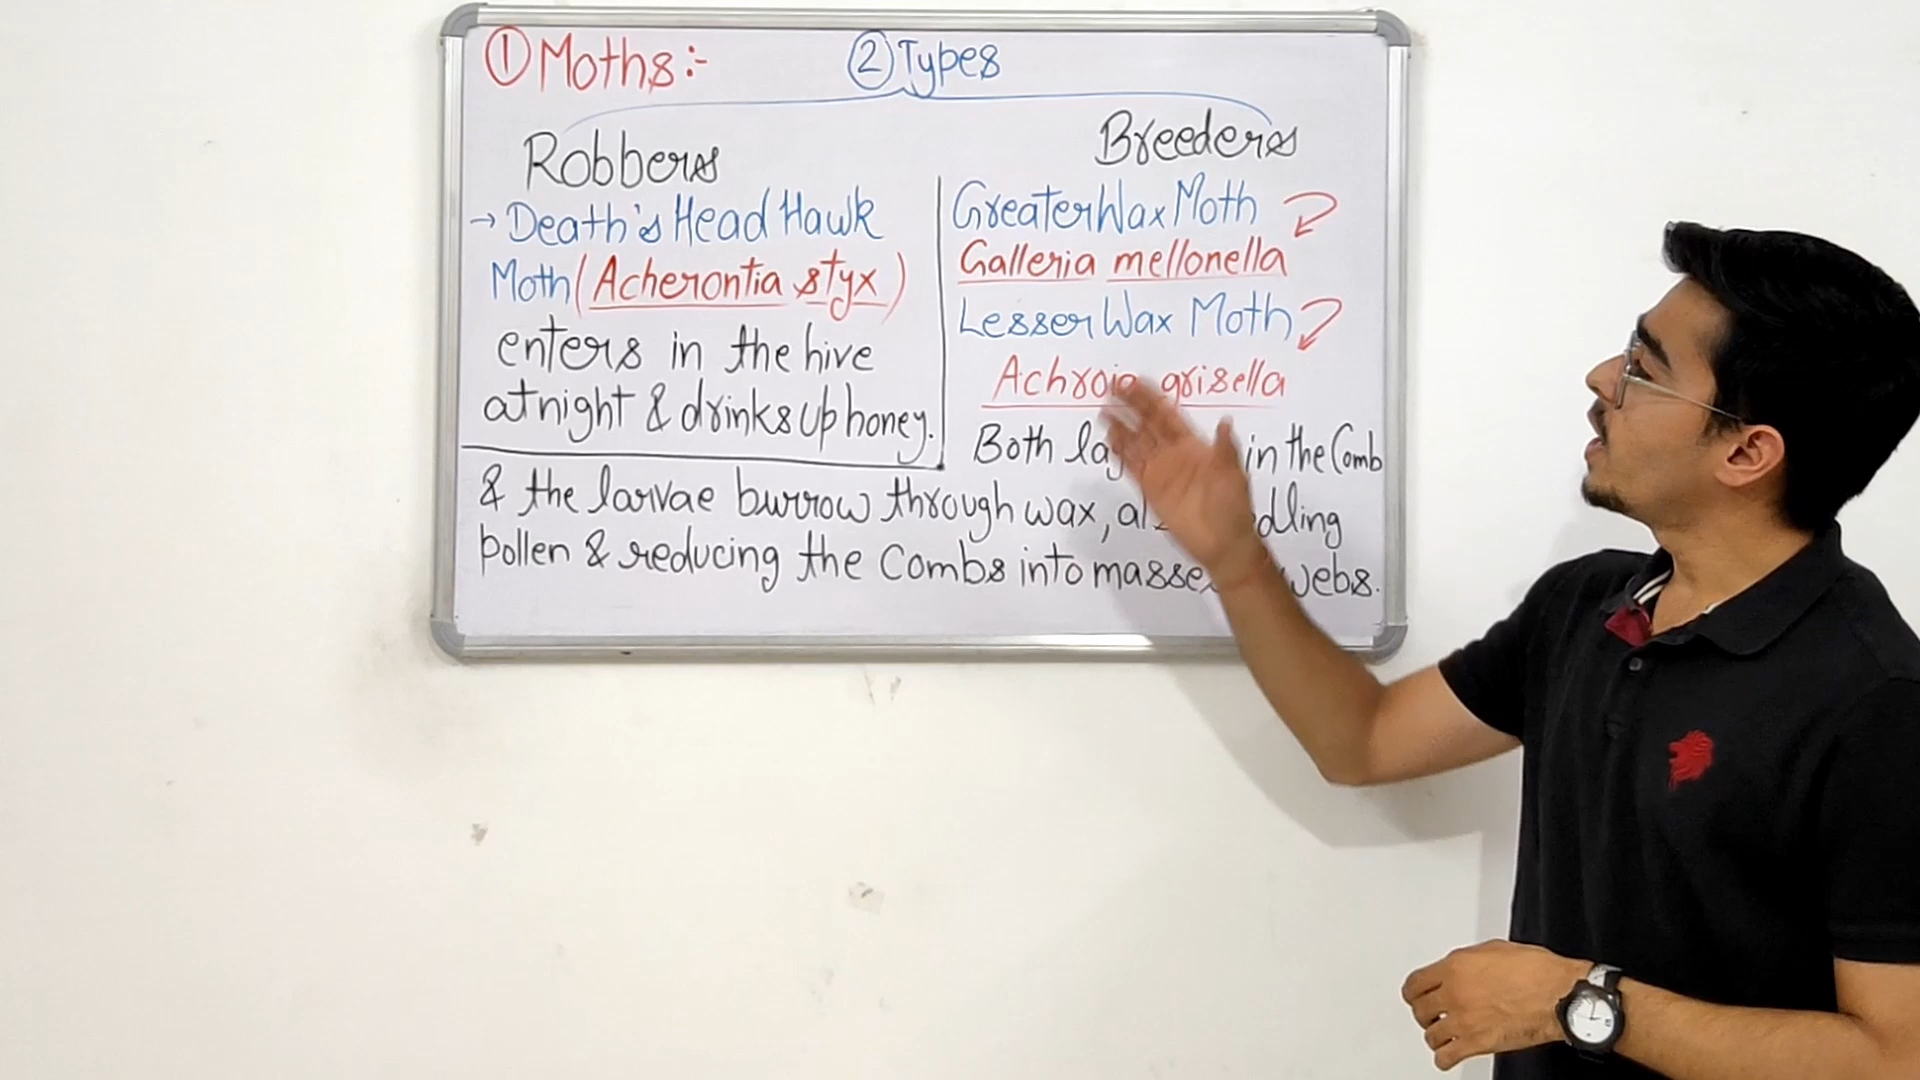 ① Moths :-
② Types
Robbers
→ Death's Head Hawk
Moth (Acherontia styx)
enters in the hive
at night & drinks up honey.
Breeders
Greater Wax Moth
Galleria mellonella
Lesser Wax Moth
Achroia grisella
Both in the Comb
& the larvae burrow through wax,
pollen & reducing the Combs into webs.